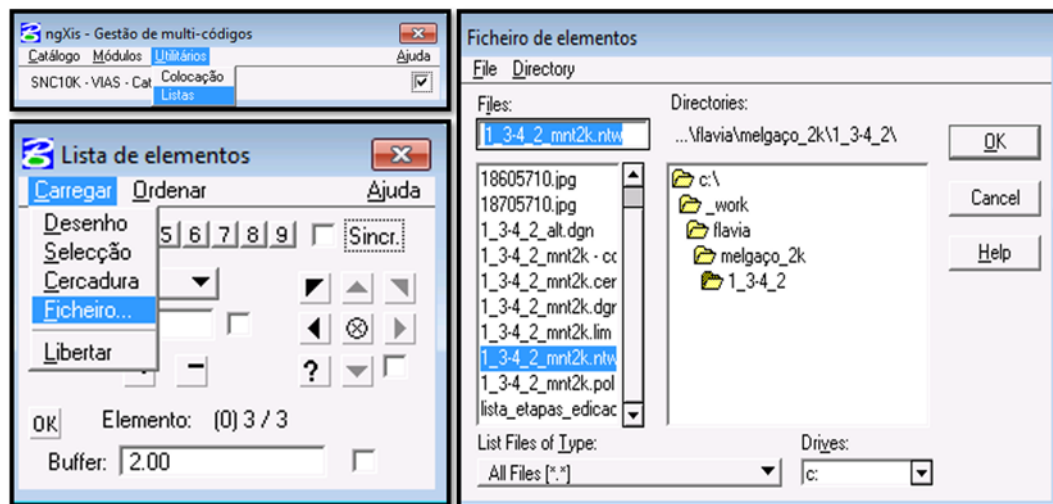 ngXis - Gestão de multi-códigos
Catálogo Módulos Utilitários Ajuda
SNC10K - VIAS - Cat Colocação
Listas
Lista de elementos
Carregar Ordenar Ajuda
Desenho 5 6 7 8 9 Sincr.
Selecção
Cercadura
Ficheiro...
Libertar
?
OK Elemento: (0) 3 / 3
Buffer: 2.00
Ficheiro de elementos
File Directory
Files: Directories:
1_3-4_2_mnt2k.ntw ...\flavia\melgaço_2k\1_3-4_2\ OK
18605710.jpg c:\
18705710.jpg _work Cancel
1_3-4_2_alt.dgn flavia
1_3-4_2_mnt2k - cc melgaço_2k Help
1_3-4_2_mnt2k.cer 1_3-4_2
1_3-4_2_mnt2k.dgr
1_3-4_2_mnt2k.lim
1_3-4_2_mnt2k.ntw
1_3-4_2_mnt2k.pol
lista_etapas_edicac
List Files of Type: Drives:
All Files [*.*] c: